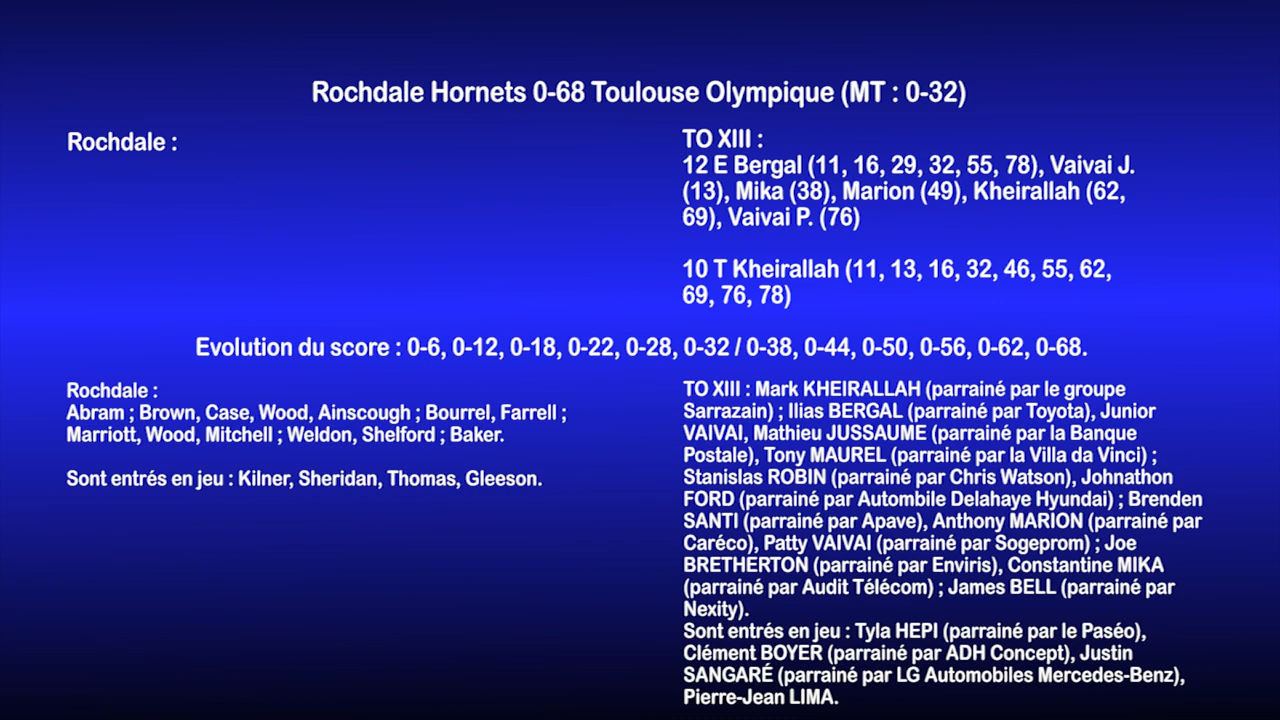 Rochdale Hornets 0-68 Toulouse Olympique (MT : 0-32)
Rochdale :
TO XIII :
12 E Bergal (11, 16, 29, 32, 55, 78), Vaivai J.
(13), Mika (38), Marion (49), Kheirallah (62,
69), Vaivai P. (76)
10 T Kheirallah (11, 13, 16, 32, 46, 55, 62,
69, 76, 78)
Evolution du score : 0-6, 0-12, 0-18, 0-22, 0-28, 0-32 / 0-38, 0-44, 0-50, 0-56, 0-62, 0-68.
Rochdale :
Abram ; Brown, Case, Wood, Ainscough ; Bourrel, Farrell ;
Marriott, Wood, Mitchell ; Weldon, Shelford ; Baker.
Sont entrés en jeu : Kilner, Sheridan, Thomas, Gleeson.
TO XIII : Mark KHEIRALLAH (parrainé par le groupe
Sarrazain) ; Ilias BERGAL (parrainé par Toyota), Junior
VAIVAI, Mathieu JUSSAUME (parrainé par la Banque
Postale), Tony MAUREL (parrainé par la Villa da Vinci) ;
Stanislas ROBIN (parrainé par Chris Watson), Johnathon
FORD (parrainé par Autombile Delahaye Hyundai) ; Brenden
SANTI (parrainé par Apave), Anthony MARION (parrainé par
Caréco), Patty VAIVAI (parrainé par Sogeprom) ; Joe
BRETHERTON (parrainé par Enviris), Constantine MIKA
(parrainé par Audit Télécom) ; James BELL (parrainé par
Nexity).
Sont entrés en jeu : Tyla HEPI (parrainé par le Paséo),
Clément BOYER (parrainé par ADH Concept), Justin
SANGARÉ (parrainé par LG Automobiles Mercedes-Benz),
Pierre-Jean LIMA.